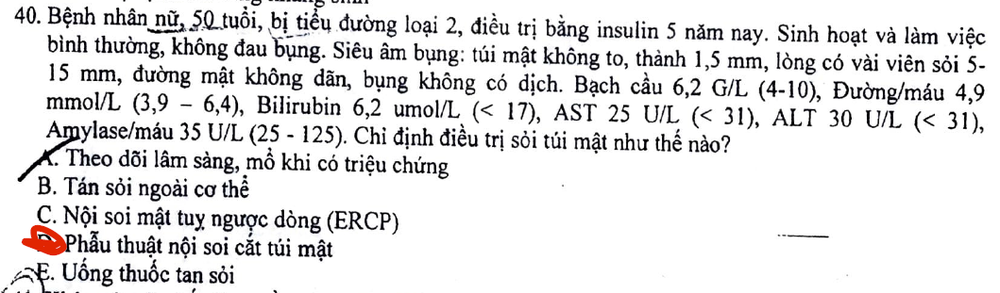 40. Bệnh nhân nữ, 50 tuổi, bị tiểu đường loại 2, điều trị bằng insulin 5 năm nay. Sinh hoạt và làm việc
bình thường, không đau bụng. Siêu âm bụng: túi mật không to, thành 1,5 mm, lòng có vài viên sỏi 5-
15 mm, đường mật không dãn, bụng không có dịch. Bạch cầu 6,2 G/L (4-10), Đường/máu 4,9
mmol/L (3,9 – 6,4), Bilirubin 6,2 umol/L (< 17), AST 25 U/L (< 31), ALT 30 U/L (< 31),
Amylase/máu 35 U/L (25 - 125). Chỉ định điều trị sỏi túi mật như thế nào?
A. Theo dõi lâm sàng, mổ khi có triệu chứng
B. Tán sỏi ngoài cơ thể
C. Nội soi mật tuỵ ngược dòng (ERCP)
D. Phẫu thuật nội soi cắt túi mật
E. Uống thuốc tan sỏi